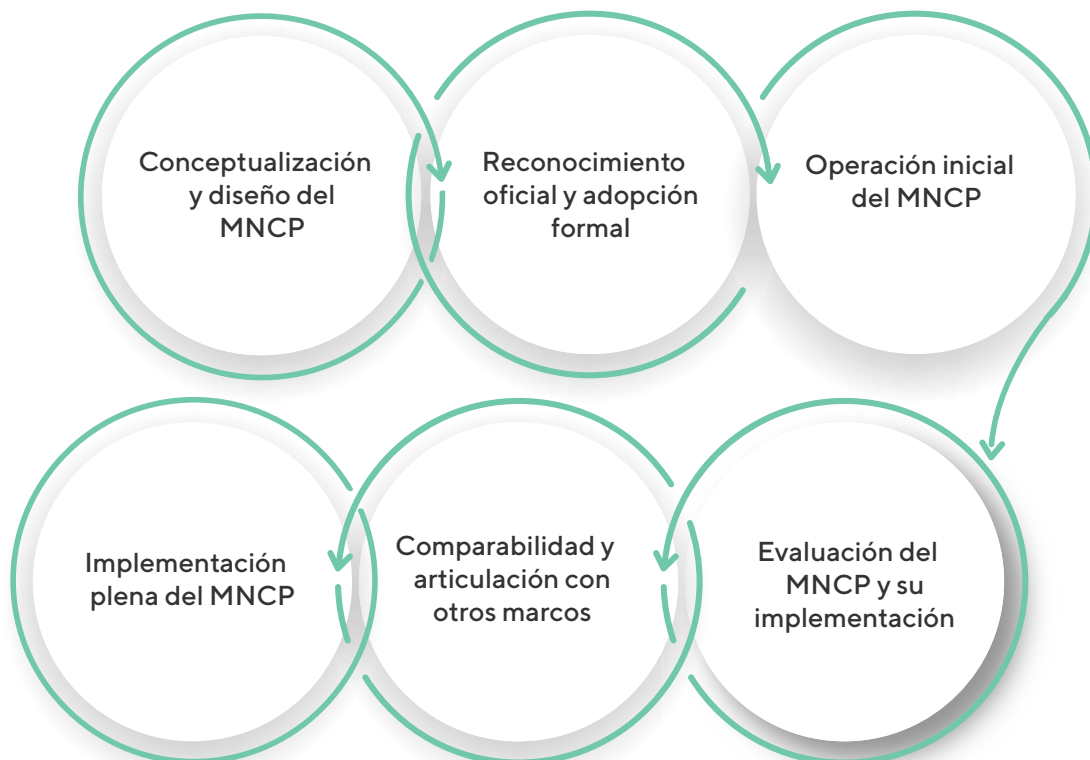 Conceptualización
y diseño del
MNCP
Reconocimiento
oficial y adopción
formal
Operación inicial
del MNCP
Evaluación del
MNCP y su
implementación
Comparabilidad y
articulación con
otros marcos
Implementación
plena del MNCP